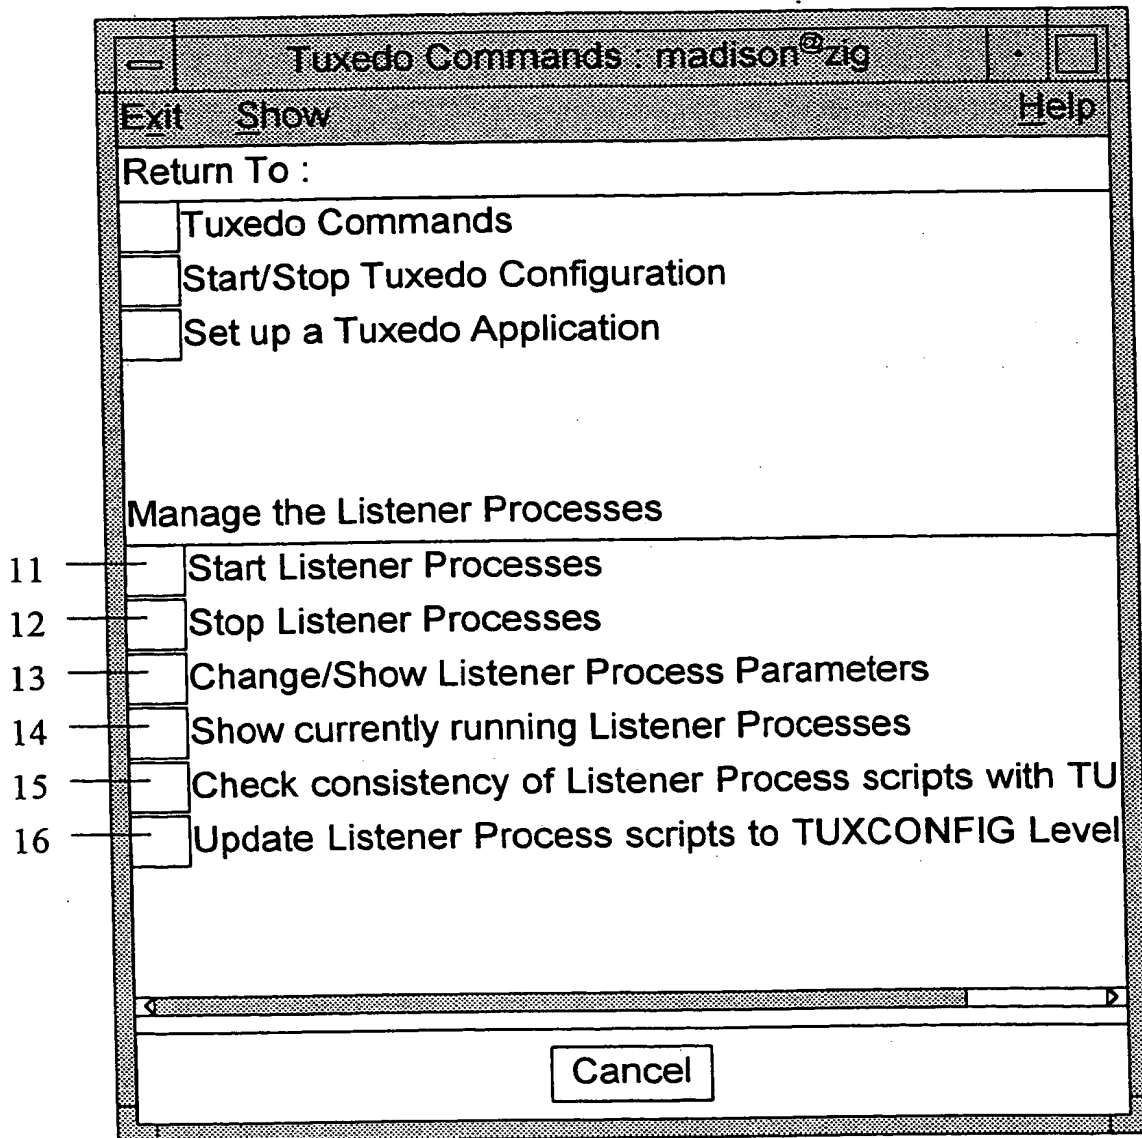 Tuxedo Commands : madison@zig
Exit Show Help
Return To :
Tuxedo Commands
Start/Stop Tuxedo Configuration
Set up a Tuxedo Application
Manage the Listener Processes
11 Start Listener Processes
12 Stop Listener Processes
13 Change/Show Listener Process Parameters
14 Show currently running Listener Processes
15 Check consistency of Listener Process scripts with TU
16 Update Listener Process scripts to TUXCONFIG Level
Cancel